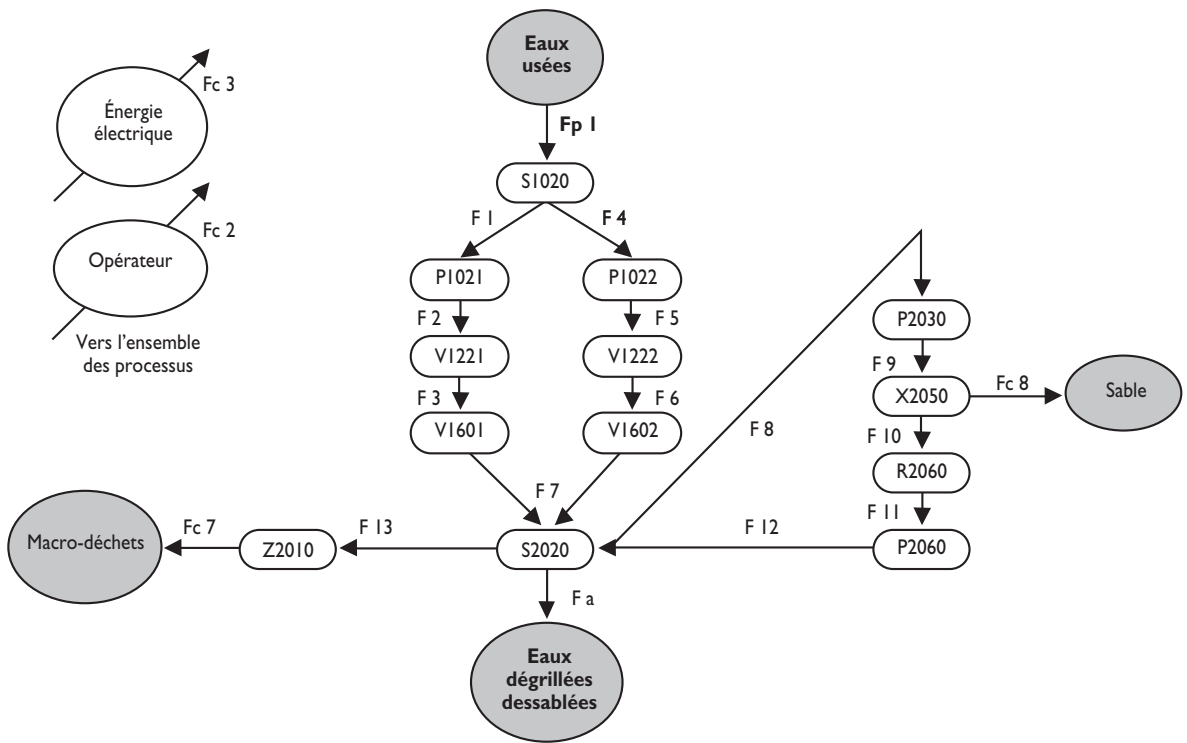 Eaux
usées
Fc 3
Énergie
électrique
Fp 1
S1020
F 1
F 4
Fc 2
Opérateur
P1021
P1022
F 2
F 5
P2030
Vers l'ensemble
des processus
V1221
V1222
F 9
Fc 8
Sable
X2050
F 3
F 6
V1601
V1602
F 8
F 10
R2060
F 7
F 11
Macro-déchets
Fc 7
Z2010
F 13
S2020
F 12
P2060
F a
Eaux
dégrillées
dessablées